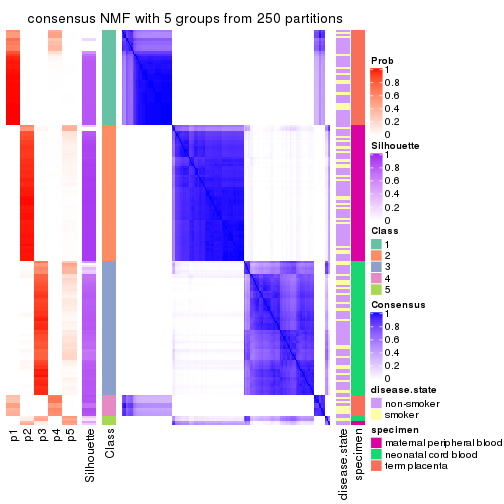 consensus NMF with 5 groups from 250 partitions
Prob
1
0.8
0.6
0.4
0.2
0
Silhouette
1
0.8
0.6
0.4
0.2
0
Class
1
2
3
4
5
Consensus
1
0.8
0.6
0.4
0.2
0
disease.state
non-smoker
smoker
specimen
maternal peripheral blood
neonatal cord blood
term placenta
p1
p2
p3
p4
p5
Silhouette
Class
disease.state
specimen